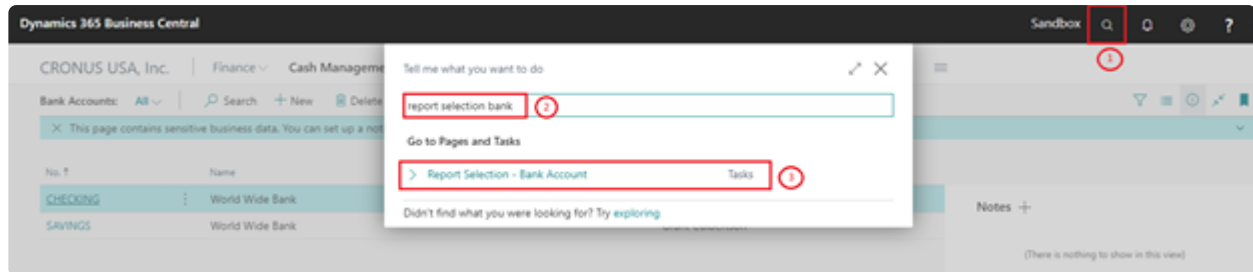 Dynamics 365 Business Central
Sandbox
?
1
CRONUS USA, Inc.
Finance
Cash Manageme
Tell me what you want to do
Bank Accounts: All
Search
New
Delete
report selection bank
2
This page contains sensitive business data. You can set up a not
Go to Pages and Tasks
No. ↑
Name
Report Selection - Bank Account
Tasks
3
CHECKING
World Wide Bank
Didn't find what you were looking for? Try exploring
Notes
SAVINGS
World Wide Bank
(There is nothing to show in this view)